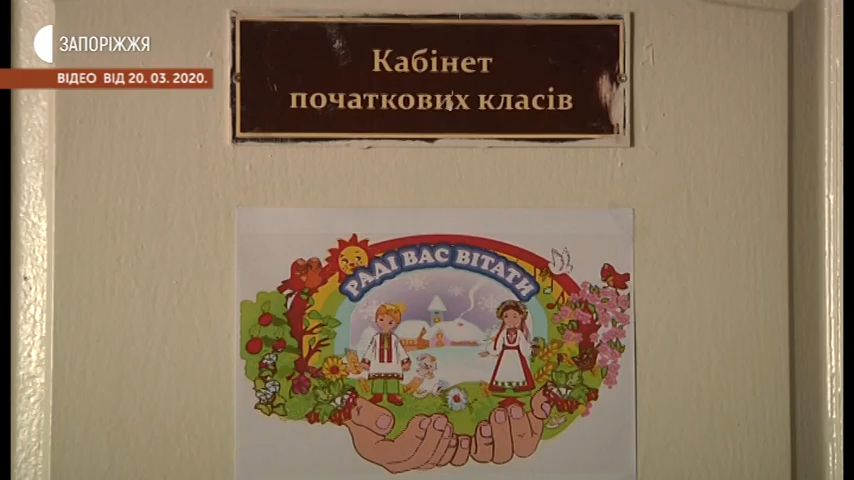 ЗАПОРІЖЖЯ
ВІДЕО ВІД 20. 03. 2020.
Кабінет
початкових класів
РАДІ ВАС ВІТАТИ